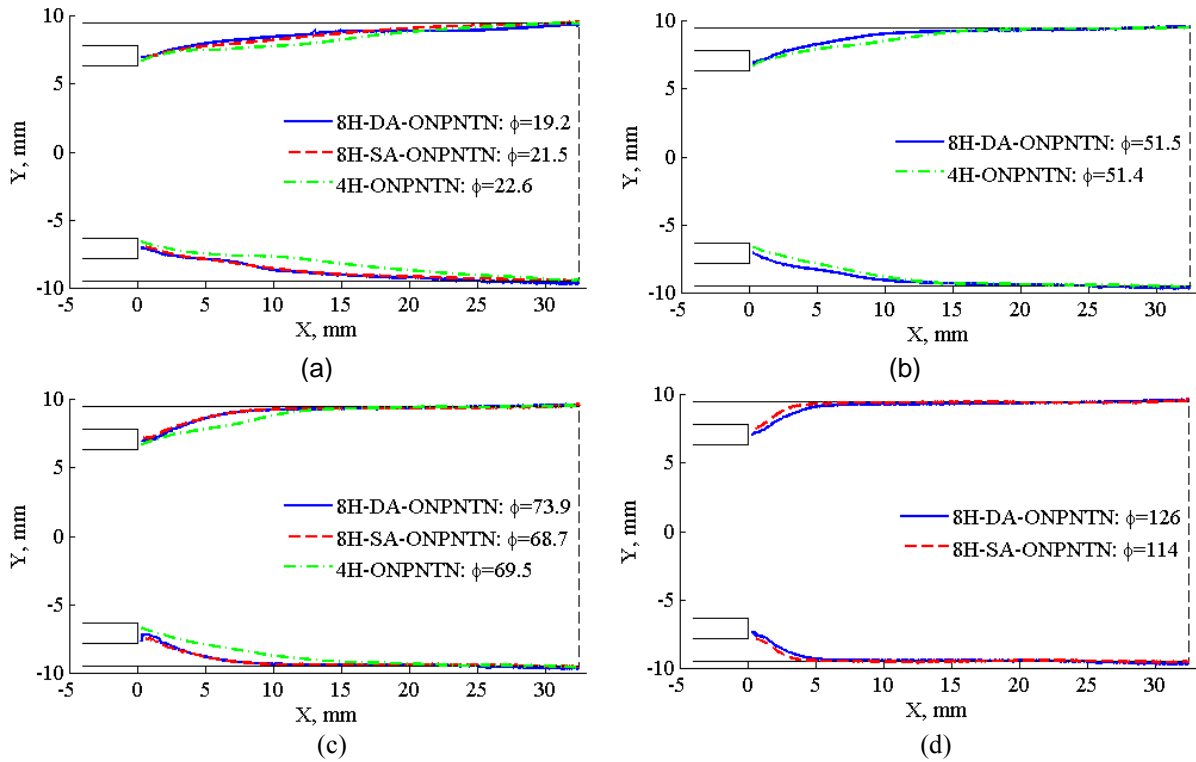 10
5
0
-5
-10
Y, mm
8H-DA-ONPNTN: ϕ=19.2
8H-SA-ONPNTN: ϕ=21.5
4H-ONPNTN: ϕ=22.6
-5 0 5 10 15 20 25 30
X, mm
(a)
10
5
0
-5
-10
Y, mm
8H-DA-ONPNTN: ϕ=51.5
4H-ONPNTN: ϕ=51.4
-5 0 5 10 15 20 25 30
X, mm
(b)
10
5
0
-5
-10
Y, mm
8H-DA-ONPNTN: ϕ=73.9
8H-SA-ONPNTN: ϕ=68.7
4H-ONPNTN: ϕ=69.5
-5 0 5 10 15 20 25 30
X, mm
(c)
10
5
0
-5
-10
Y, mm
8H-DA-ONPNTN: ϕ=126
8H-SA-ONPNTN: ϕ=114
-5 0 5 10 15 20 25 30
X, mm
(d)